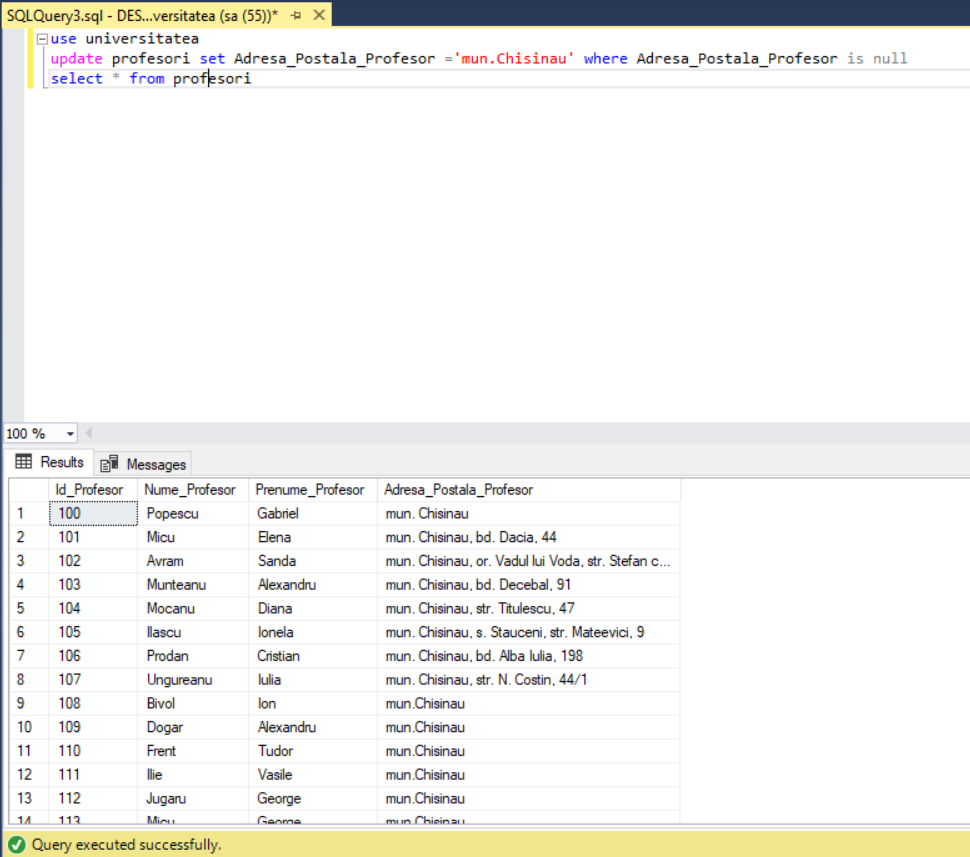 SQLQuery3.sql - DES...versitatea (sa (55))*
use universitatea
update profesori set Adresa_Postala_Profesor ='mun.Chisinau' where Adresa_Postala_Profesor is null
select * from profesori
100 %
Results Messages
Id_Profesor Nume_Profesor Prenume_Profesor Adresa_Postala_Profesor
1 100 Popescu Gabriel mun. Chisinau
2 101 Micu Elena mun. Chisinau, bd. Dacia, 44
3 102 Avram Sanda mun. Chisinau, or. Vadul lui Voda, str. Stefan c...
4 103 Munteanu Alexandru mun. Chisinau, bd. Decebal, 91
5 104 Mocanu Diana mun. Chisinau, str. Titulescu, 47
6 105 Ilascu Ionela mun. Chisinau, s. Stauceni, str. Mateevici, 9
7 106 Prodan Cristian mun. Chisinau, bd. Alba Iulia, 198
8 107 Ungureanu Iulia mun. Chisinau, str. N. Costin, 44/1
9 108 Bivol Ion mun.Chisinau
10 109 Dogar Alexandru mun.Chisinau
11 110 Frent Tudor mun.Chisinau
12 111 Ilie Vasile mun.Chisinau
13 112 Jugaru George mun.Chisinau
14 113 Micu George mun.Chisinau
Query executed successfully.